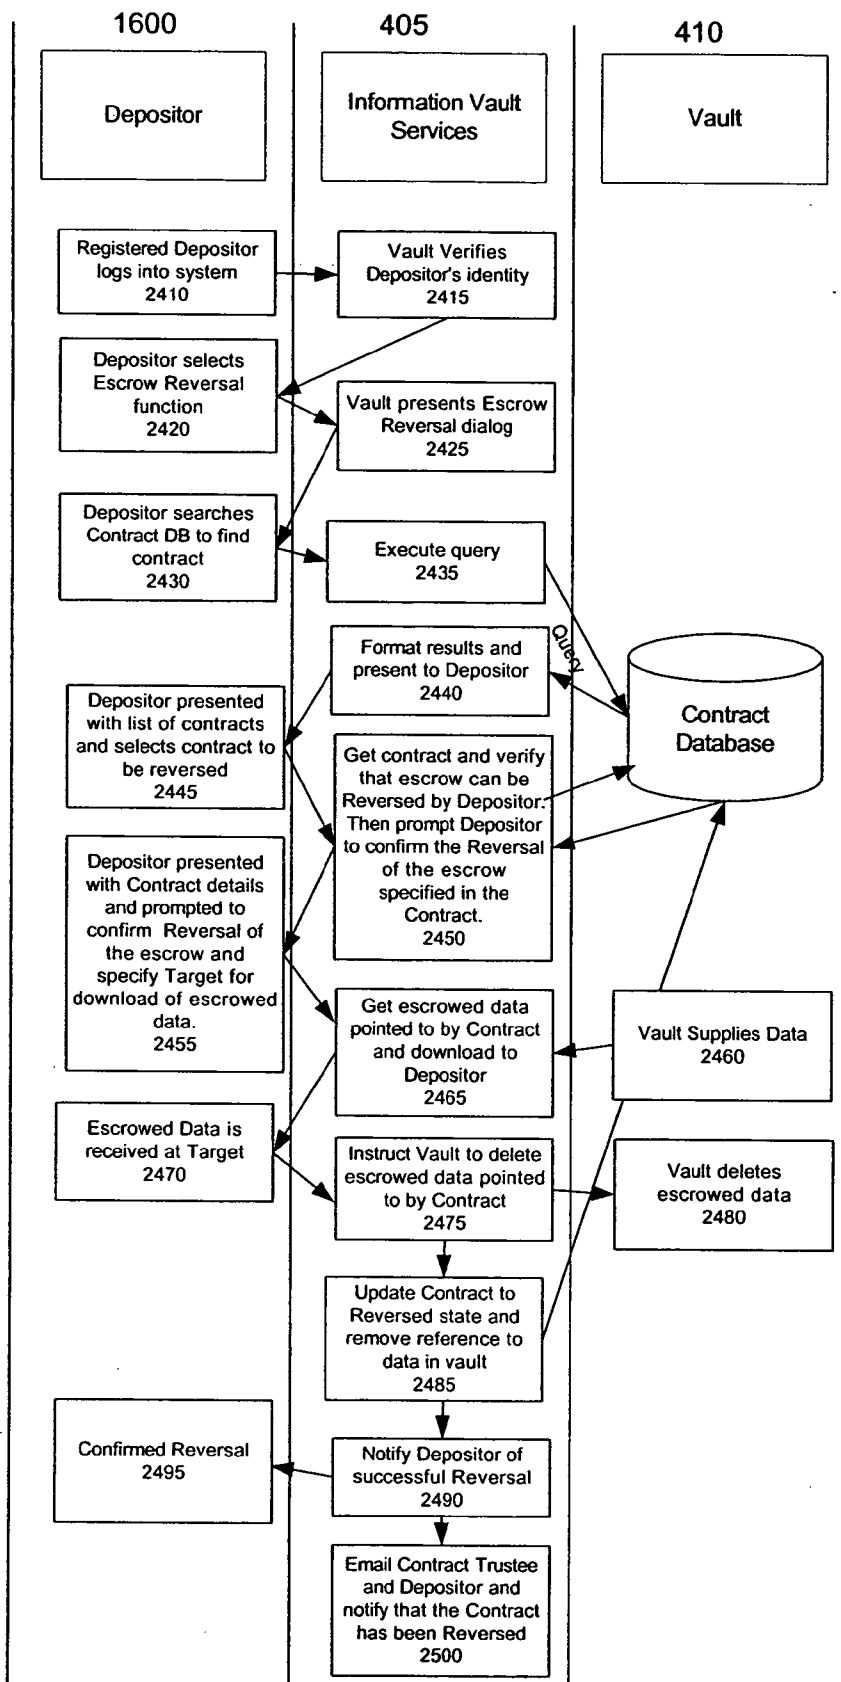 1600
405
410
Depositor
Information Vault
Services
Vault
Registered Depositor
logs into system
2410
Vault Verifies
Depositor's identity
2415
Depositor selects
Escrow Reversal
function
2420
Vault presents Escrow
Reversal dialog
2425
Depositor searches
Contract DB to find
contract
2430
Execute query
2435
Query
Format results and
present to Depositor
2440
Contract
Database
Depositor presented
with list of contracts
and selects contract to
be reversed
2445
Get contract and verify
that escrow can be
Reversed by Depositor.
Then prompt Depositor
to confirm the Reversal
of the escrow
specified in the
Contract.
2450
Depositor presented
with Contract details
and prompted to
confirm Reversal of
the escrow and
specify Target for
download of escrowed
data.
2455
Get escrowed data
pointed to by Contract
and download to
Depositor
2465
Vault Supplies Data
2460
Escrowed Data is
received at Target
2470
Instruct Vault to delete
escrowed data pointed
to by Contract
2475
Vault deletes
escrowed data
2480
Update Contract to
Reversed state and
remove reference to
data in vault
2485
Confirmed Reversal
2495
Notify Depositor of
successful Reversal
2490
Email Contract Trustee
and Depositor and
notify that the Contract
has been Reversed
2500